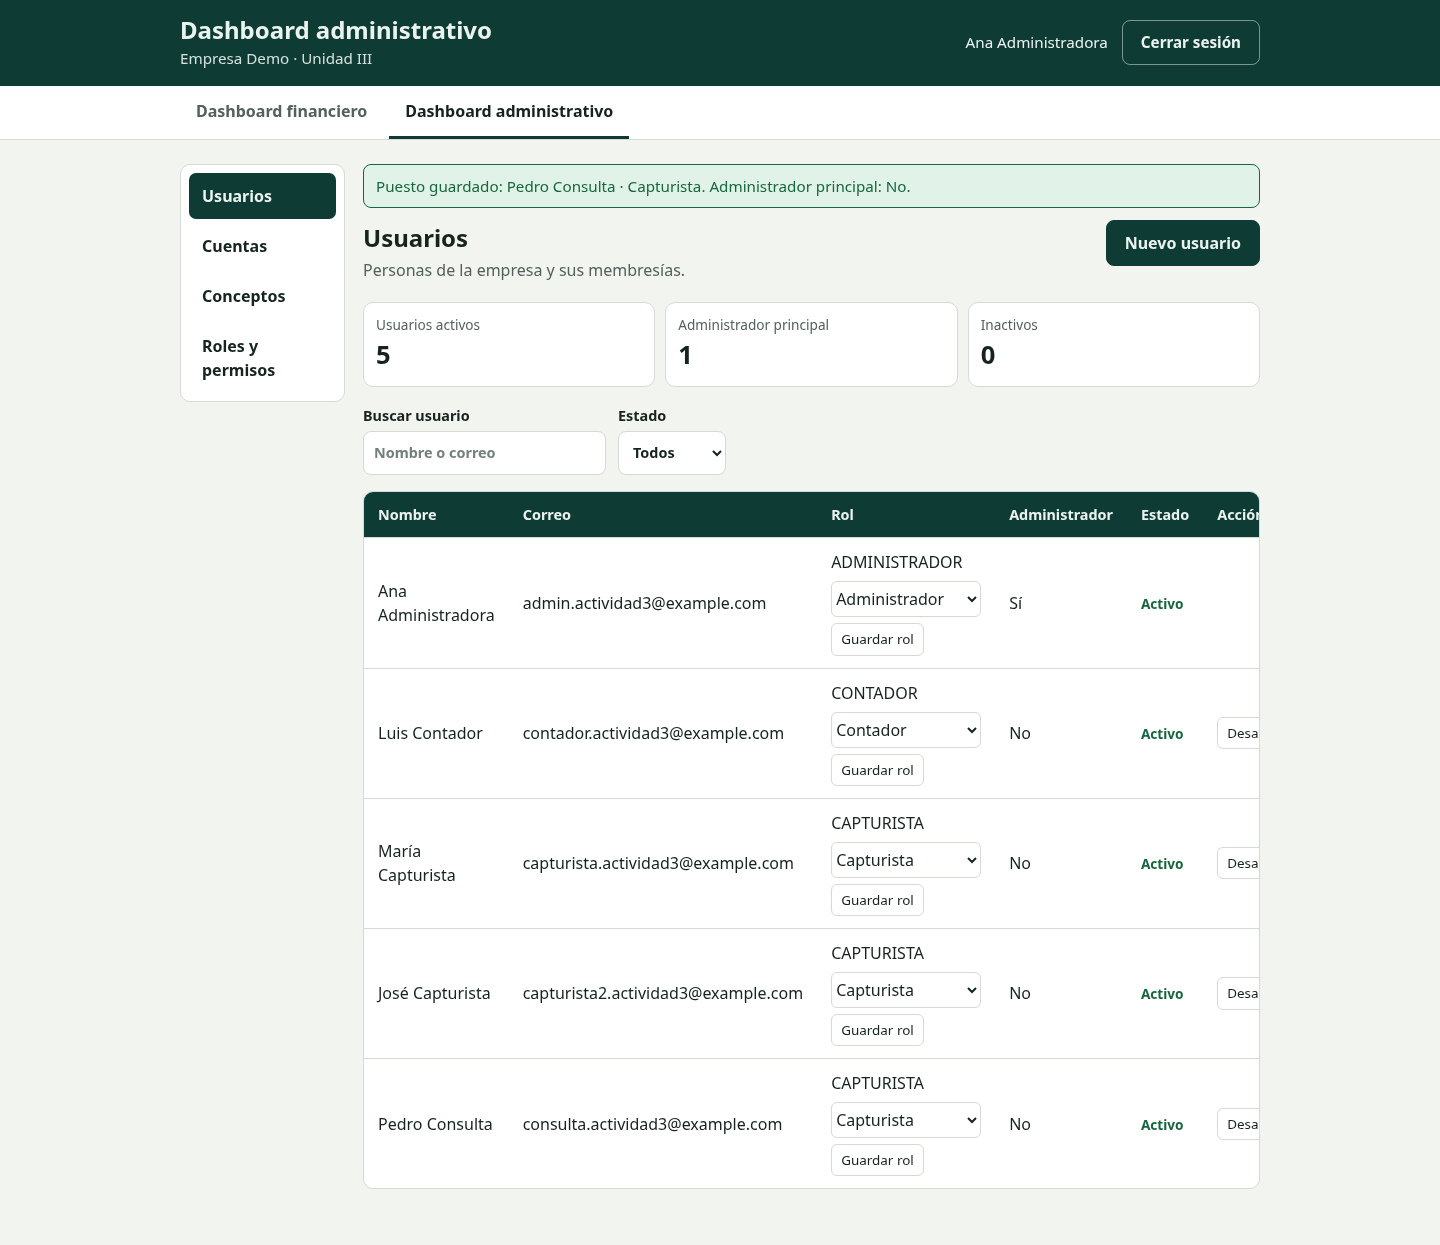 Dashboard administrativo
Empresa Demo · Unidad III
Ana Administradora
Cerrar sesión
Dashboard financiero
Dashboard administrativo
Usuarios
Cuentas
Conceptos
Roles y
permisos
Puesto guardado: Pedro Consulta · Capturista. Administrador principal: No.
Usuarios
Personas de la empresa y sus membresías.
Nuevo usuario
Usuarios activos
5
Administrador principal
1
Inactivos
0
Buscar usuario
Nombre o correo
Estado
Todos
Nombre Correo Rol Administrador Estado Acción
Ana
Administradora
admin.actividad3@example.com
ADMINISTRADOR
Administrador
Guardar rol
Sí
Activo
Luis Contador
contador.actividad3@example.com
CONTADOR
Contador
Guardar rol
No
Activo
Desa
María
Capturista
capturista.actividad3@example.com
CAPTURISTA
Capturista
Guardar rol
No
Activo
Desa
José Capturista
capturista2.actividad3@example.com
CAPTURISTA
Capturista
Guardar rol
No
Activo
Desa
Pedro Consulta
consulta.actividad3@example.com
CAPTURISTA
Capturista
Guardar rol
No
Activo
Desa